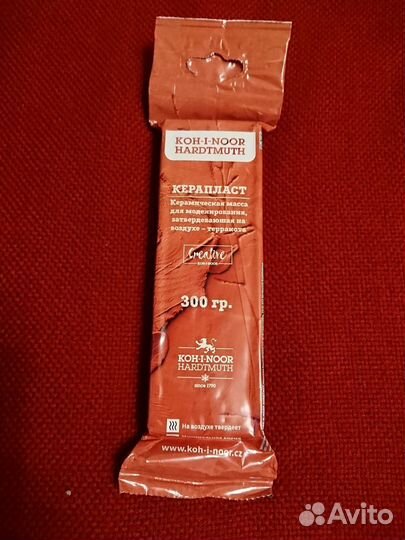 KOH-I-NOOR
HARDTMUTH
КЕРАПЛАСТ
Керамическая масса
для моделирования,
затвердевающая на
воздухе – терракота
Creative
300 гр.
KOH-I-NOOR
HARDTMUTH
since 1790
На воздухе твердеет
www.koh-i-noor.cz
Avito